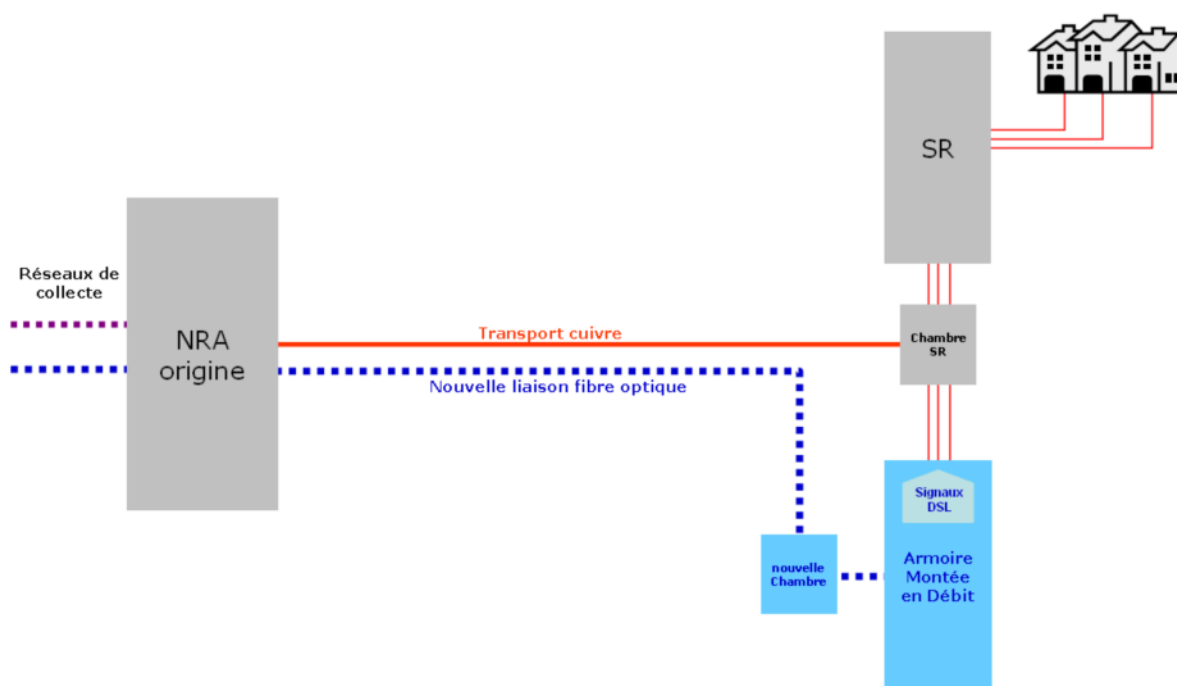 SR
Réseaux de
collecte
NRA
origine
Transport cuivre
Chambre
SR
Nouvelle liaison fibre optique
Signaux
DSL
Armoire
Montée
en Débit
nouvelle
Chambre